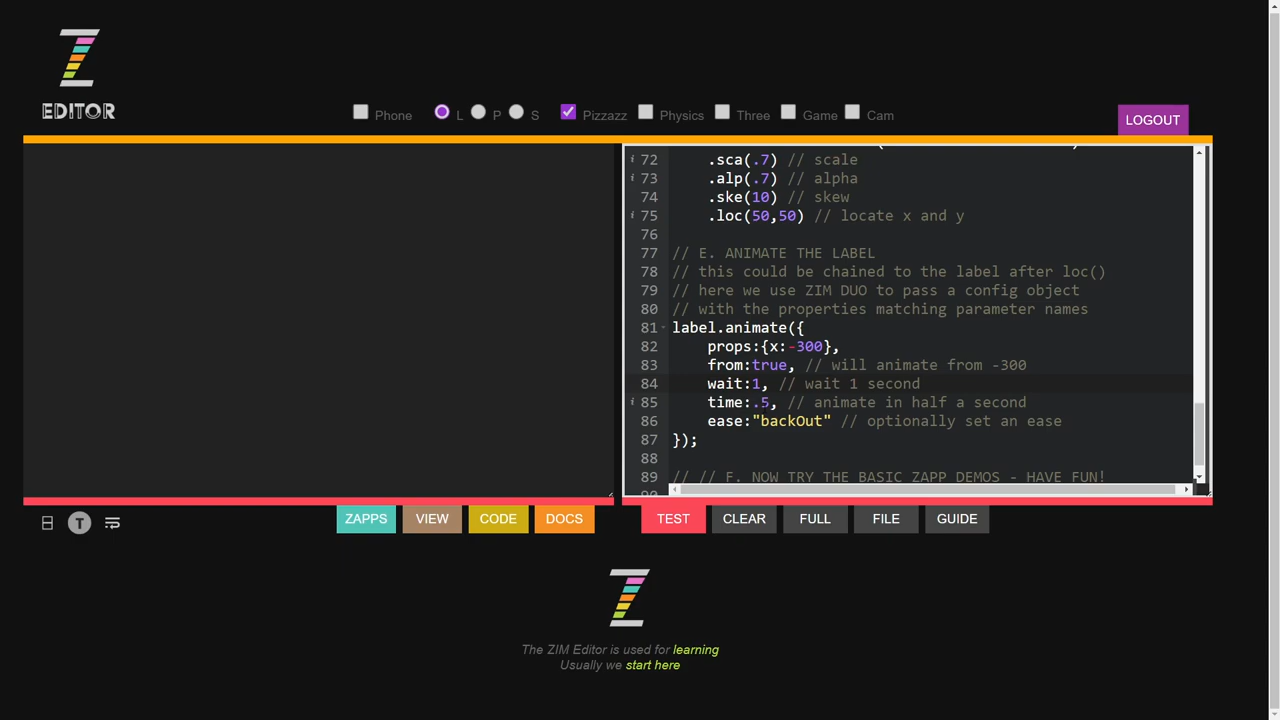 EDITOR
Phone L P S Pizzazz Physics Three Game Cam
LOGOUT
72 .sca(.7) // scale
73 .alp(.7) // alpha
74 .ske(10) // skew
75 .loc(50,50) // locate x and y
76
77 // E. ANIMATE THE LABEL
78 // this could be chained to the label after loc()
79 // here we use ZIM DUO to pass a config object
80 // with the properties matching parameter names
81 label.animate({
82 props:{x:-300},
83 from:true, // will animate from -300
84 wait:1, // wait 1 second
85 time:.5, // animate in half a second
86 ease:"backOut" // optionally set an ease
87 });
88
89 // // F. NOW TRY THE BASIC ZAPP DEMOS - HAVE FUN!
T ZAPPS VIEW CODE DOCS TEST CLEAR FULL FILE GUIDE
The ZIM Editor is used for learning
Usually we start here